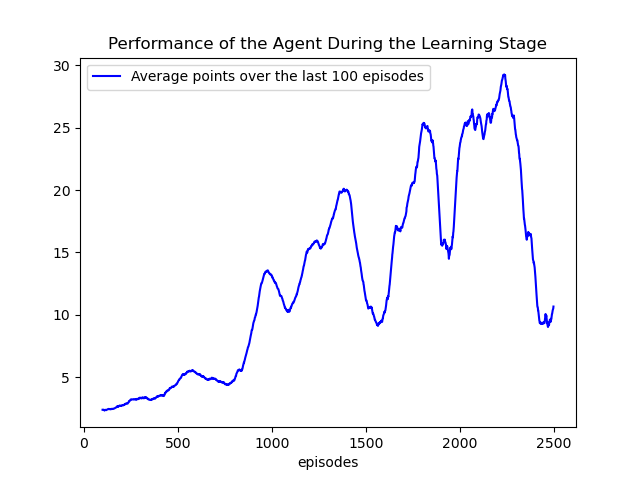 Performance of the Agent During the Learning Stage
Average points over the last 100 episodes
30
25
20
15
10
5
0 500 1000 1500 2000 2500
episodes